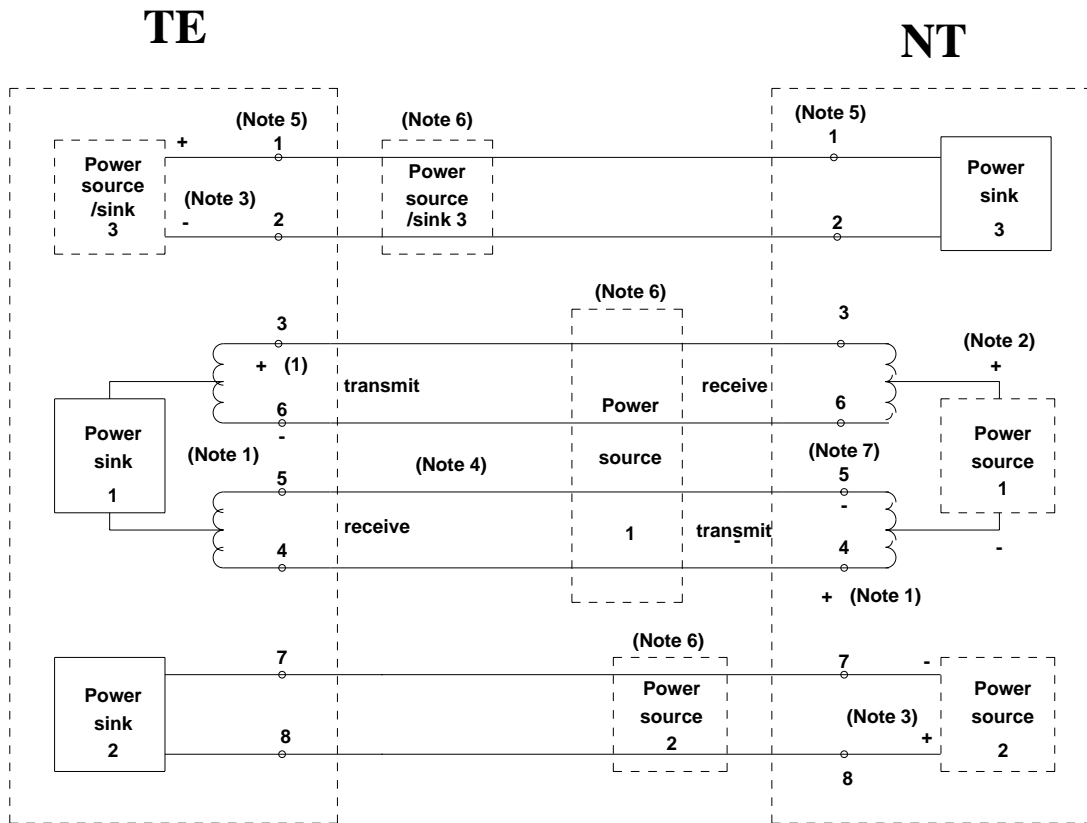 TE
NT
(Note 5)
(Note 6)
(Note 5)
+
1
1
Power
source
/sink
3
(Note 3)
-
2
Power
source
/sink 3
2
Power
sink
3
(Note 6)
3
3
(Note 2)
+ (1)
+
transmit
receive
6
-
6
Power
sink
1
(Note 1)
(Note 4)
Power
source
1
(Note 7)
Power
source
1
5
5
-
receive
transmit
-
4
4
-
+ (Note 1)
(Note 6)
7
7
-
Power
sink
2
Power
source
2
(Note 3)
+
Power
source
2
8
8